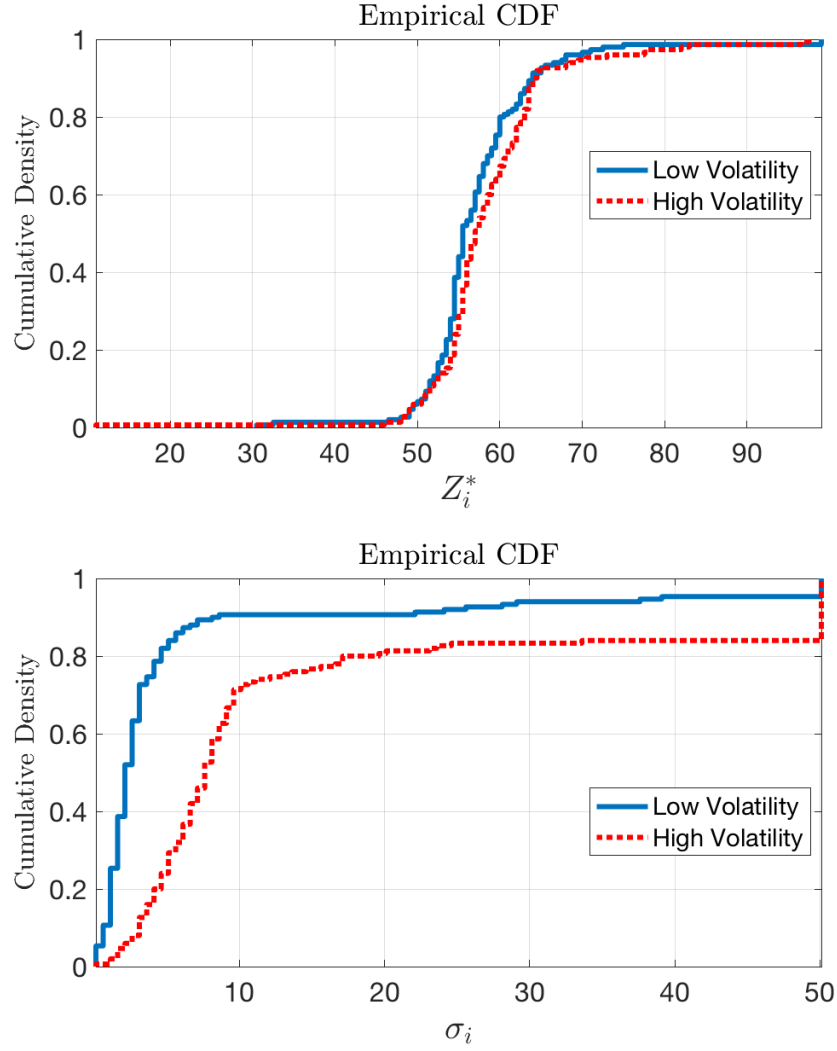 Empirical CDF
Cumulative Density
1
0.8
0.6
0.4
0.2
0
20 30 40 50 60 70 80 90
Low Volatility
High Volatility
Z_i^*
Empirical CDF
Cumulative Density
1
0.8
0.6
0.4
0.2
0
10 20 30 40 50
Low Volatility
High Volatility
σ_i